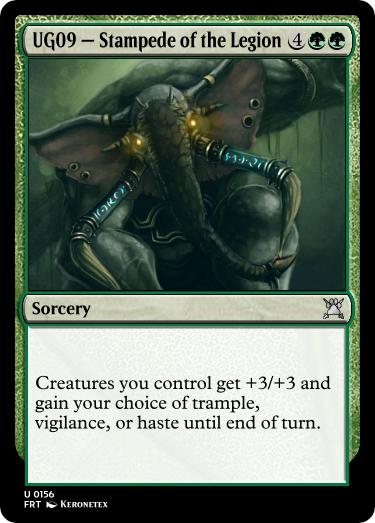 UG09 — Stampede of the Legion 4
Sorcery
Creatures you control get +3/+3 and
gain your choice of trample,
vigilance, or haste until end of turn.
U 0156
FRT KERONETEX